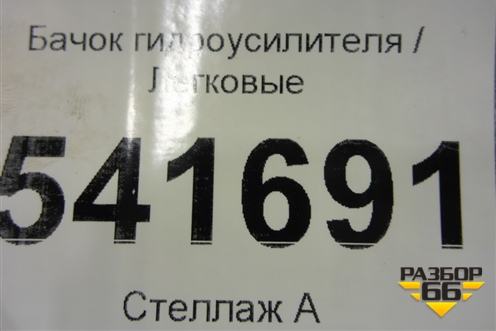 Бачок гидроусилителя /
Легковые
541691
Стеллаж А
РАЗБОР
66